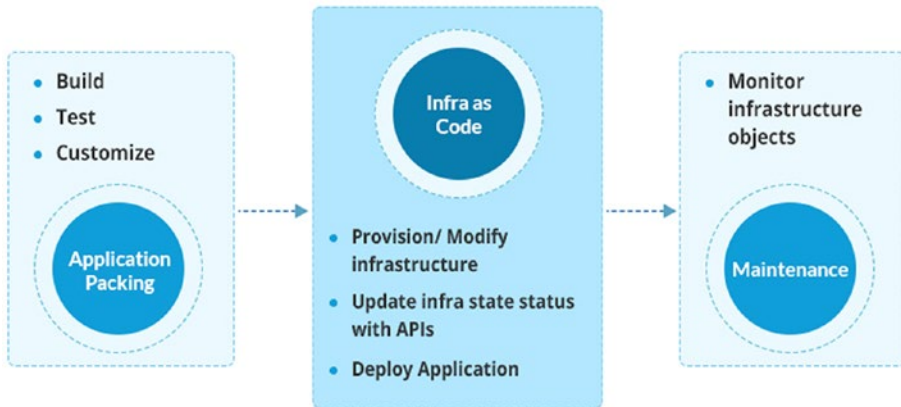 Build
Test
Customize
Application
Packing
Infra as
Code
Provision/ Modify
infrastructure
Update infra state status
with APIs
Deploy Application
Monitor
infrastructure
objects
Maintenance